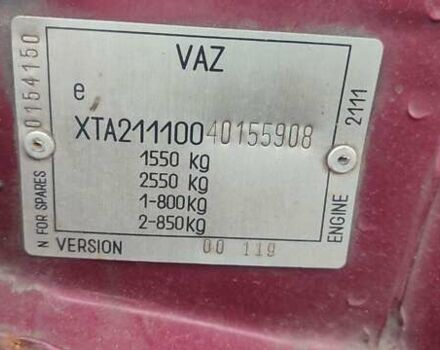 VAZ
e
XTA21110040155908
1550 kg
2550 kg
1-800kg
2-850kg
VERSION 00 119
N FOR SPARES 0154150
ENGINE 2111